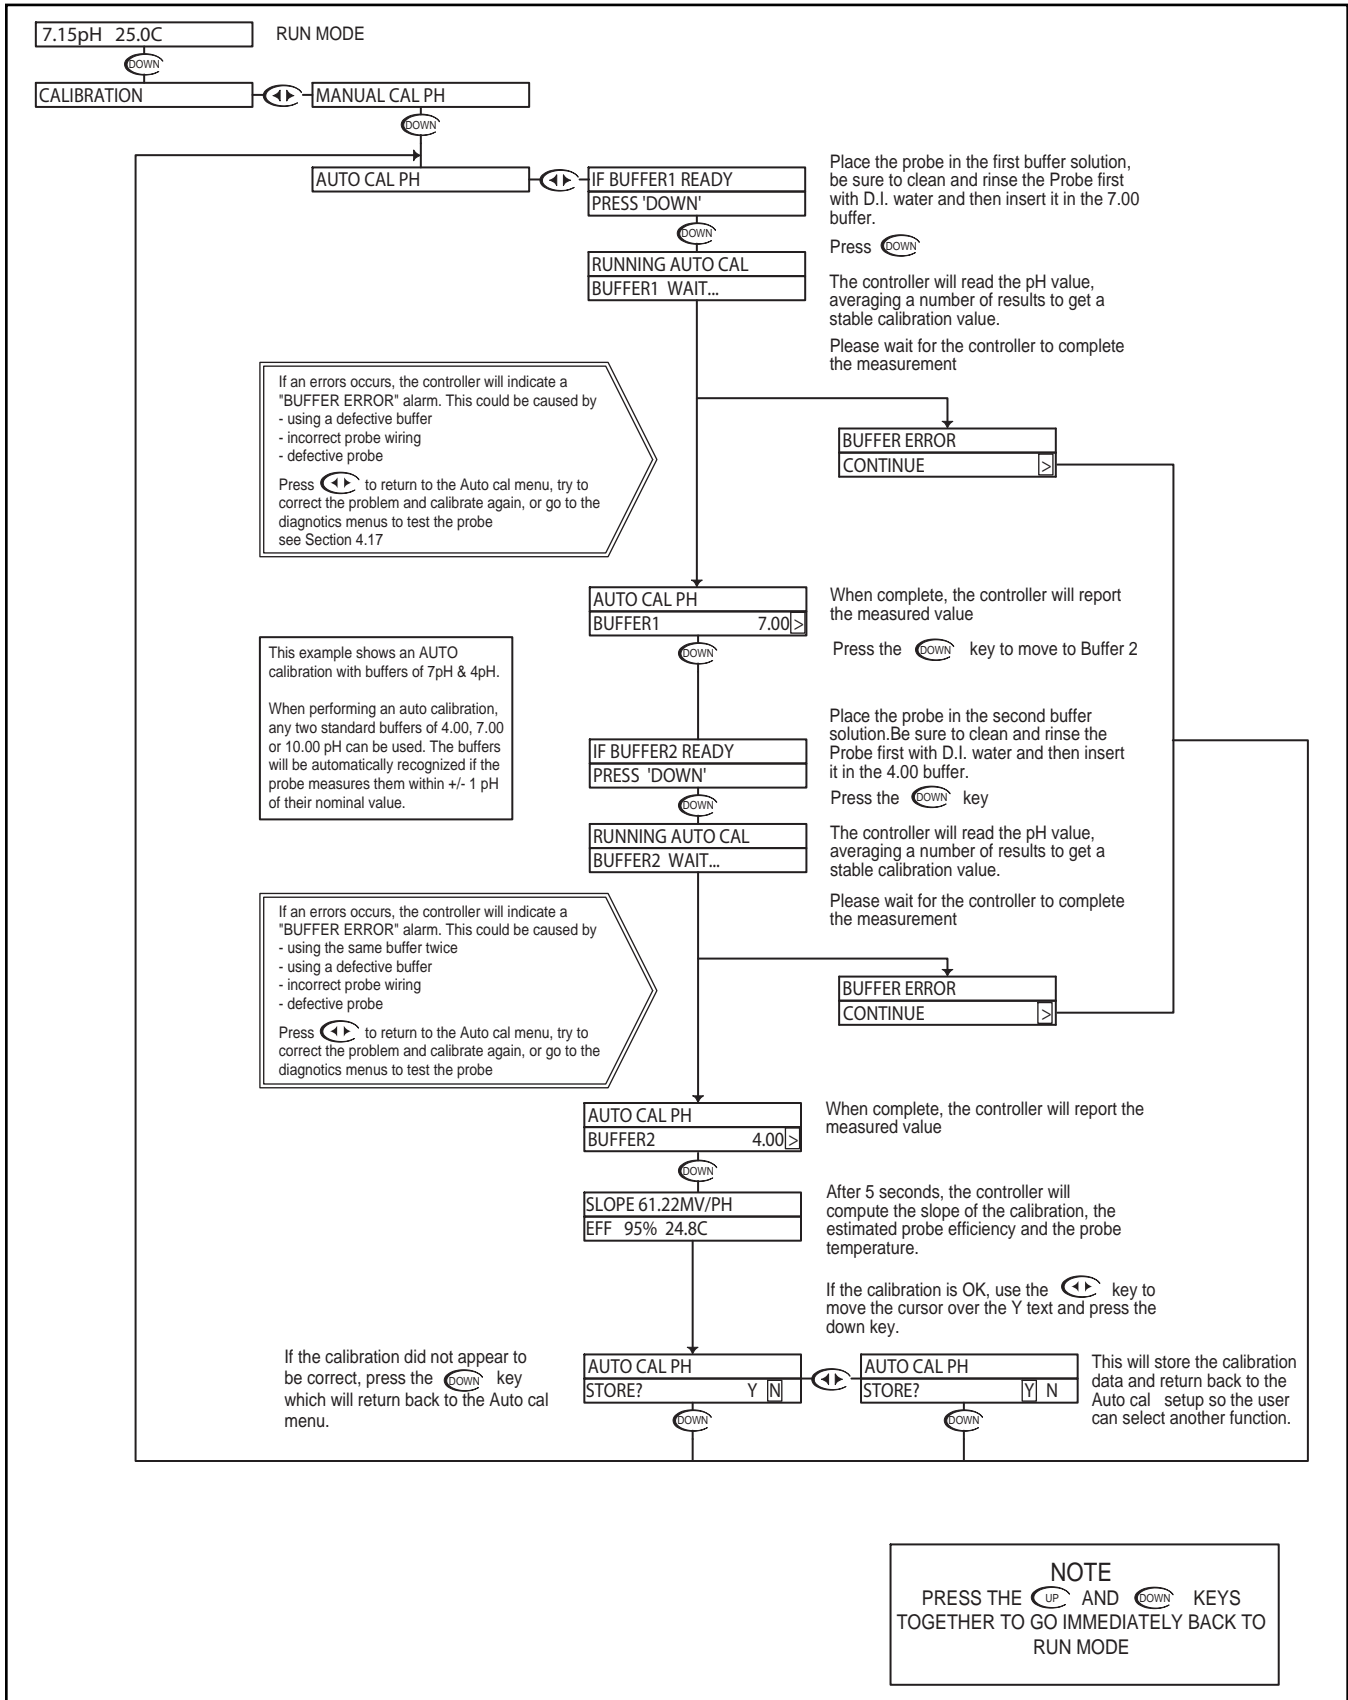 7.15pH 25.0C
RUN MODE
DOWN
CALIBRATION
MANUAL CAL PH
DOWN
AUTO CAL PH
IF BUFFER1 READY
PRESS 'DOWN'
Place the probe in the first buffer solution,
be sure to clean and rinse the Probe first
with D.I. water and then insert it in the 7.00
buffer.
DOWN
Press DOWN
RUNNING AUTO CAL
BUFFER1 WAIT...
The controller will read the pH value,
averaging a number of results to get a
stable calibration value.
Please wait for the controller to complete
the measurement
If an errors occurs, the controller will indicate a
"BUFFER ERROR" alarm. This could be caused by
- using a defective buffer
- incorrect probe wiring
- defective probe
Press to return to the Auto cal menu, try to
correct the problem and calibrate again, or go to the
diagnotics menus to test the probe
see Section 4.17
BUFFER ERROR
CONTINUE >
AUTO CAL PH
BUFFER1 7.00>
When complete, the controller will report
the measured value
DOWN
Press the DOWN key to move to Buffer 2
This example shows an AUTO
calibration with buffers of 7pH & 4pH.
When performing an auto calibration,
any two standard buffers of 4.00, 7.00
or 10.00 pH can be used. The buffers
will be automatically recognized if the
probe measures them within +/- 1 pH
of their nominal value.
IF BUFFER2 READY
PRESS 'DOWN'
Place the probe in the second buffer
solution.Be sure to clean and rinse the
Probe first with D.I. water and then insert
it in the 4.00 buffer.
DOWN
Press the DOWN key
RUNNING AUTO CAL
BUFFER2 WAIT...
The controller will read the pH value,
averaging a number of results to get a
stable calibration value.
Please wait for the controller to complete
the measurement
If an errors occurs, the controller will indicate a
"BUFFER ERROR" alarm. This could be caused by
- using the same buffer twice
- using a defective buffer
- incorrect probe wiring
- defective probe
Press to return to the Auto cal menu, try to
correct the problem and calibrate again, or go to the
diagnotics menus to test the probe
BUFFER ERROR
CONTINUE >
AUTO CAL PH
BUFFER2 4.00>
When complete, the controller will report the
measured value
DOWN
SLOPE 61.22MV/PH
EFF 95% 24.8C
After 5 seconds, the controller will
compute the slope of the calibration, the
estimated probe efficiency and the probe
temperature.
If the calibration is OK, use the key to
move the cursor over the Y text and press the
down key.
If the calibration did not appear to
be correct, press the DOWN key
which will return back to the Auto cal
menu.
AUTO CAL PH
STORE? Y N
DOWN
AUTO CAL PH
STORE? Y N
DOWN
This will store the calibration
data and return back to the
Auto cal setup so the user
can select another function.
NOTE
PRESS THE UP AND DOWN KEYS
TOGETHER TO GO IMMEDIATELY BACK TO
RUN MODE